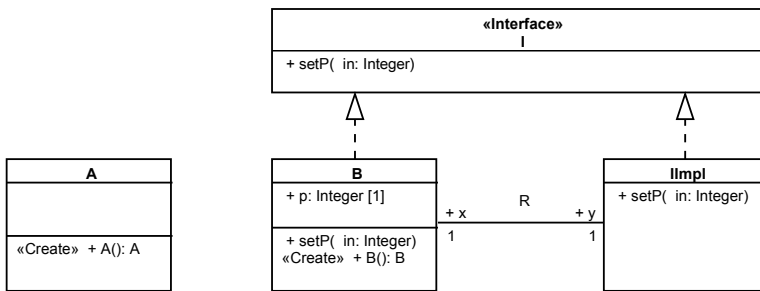 «Interface»
I
+ setP(  in: Integer)
A
«Create»  + A(): A
B
+ p: Integer [1]
+ setP(  in: Integer)
«Create»  + B(): B
+ x
R
+ y
1
1
IImpl
+ setP(  in: Integer)